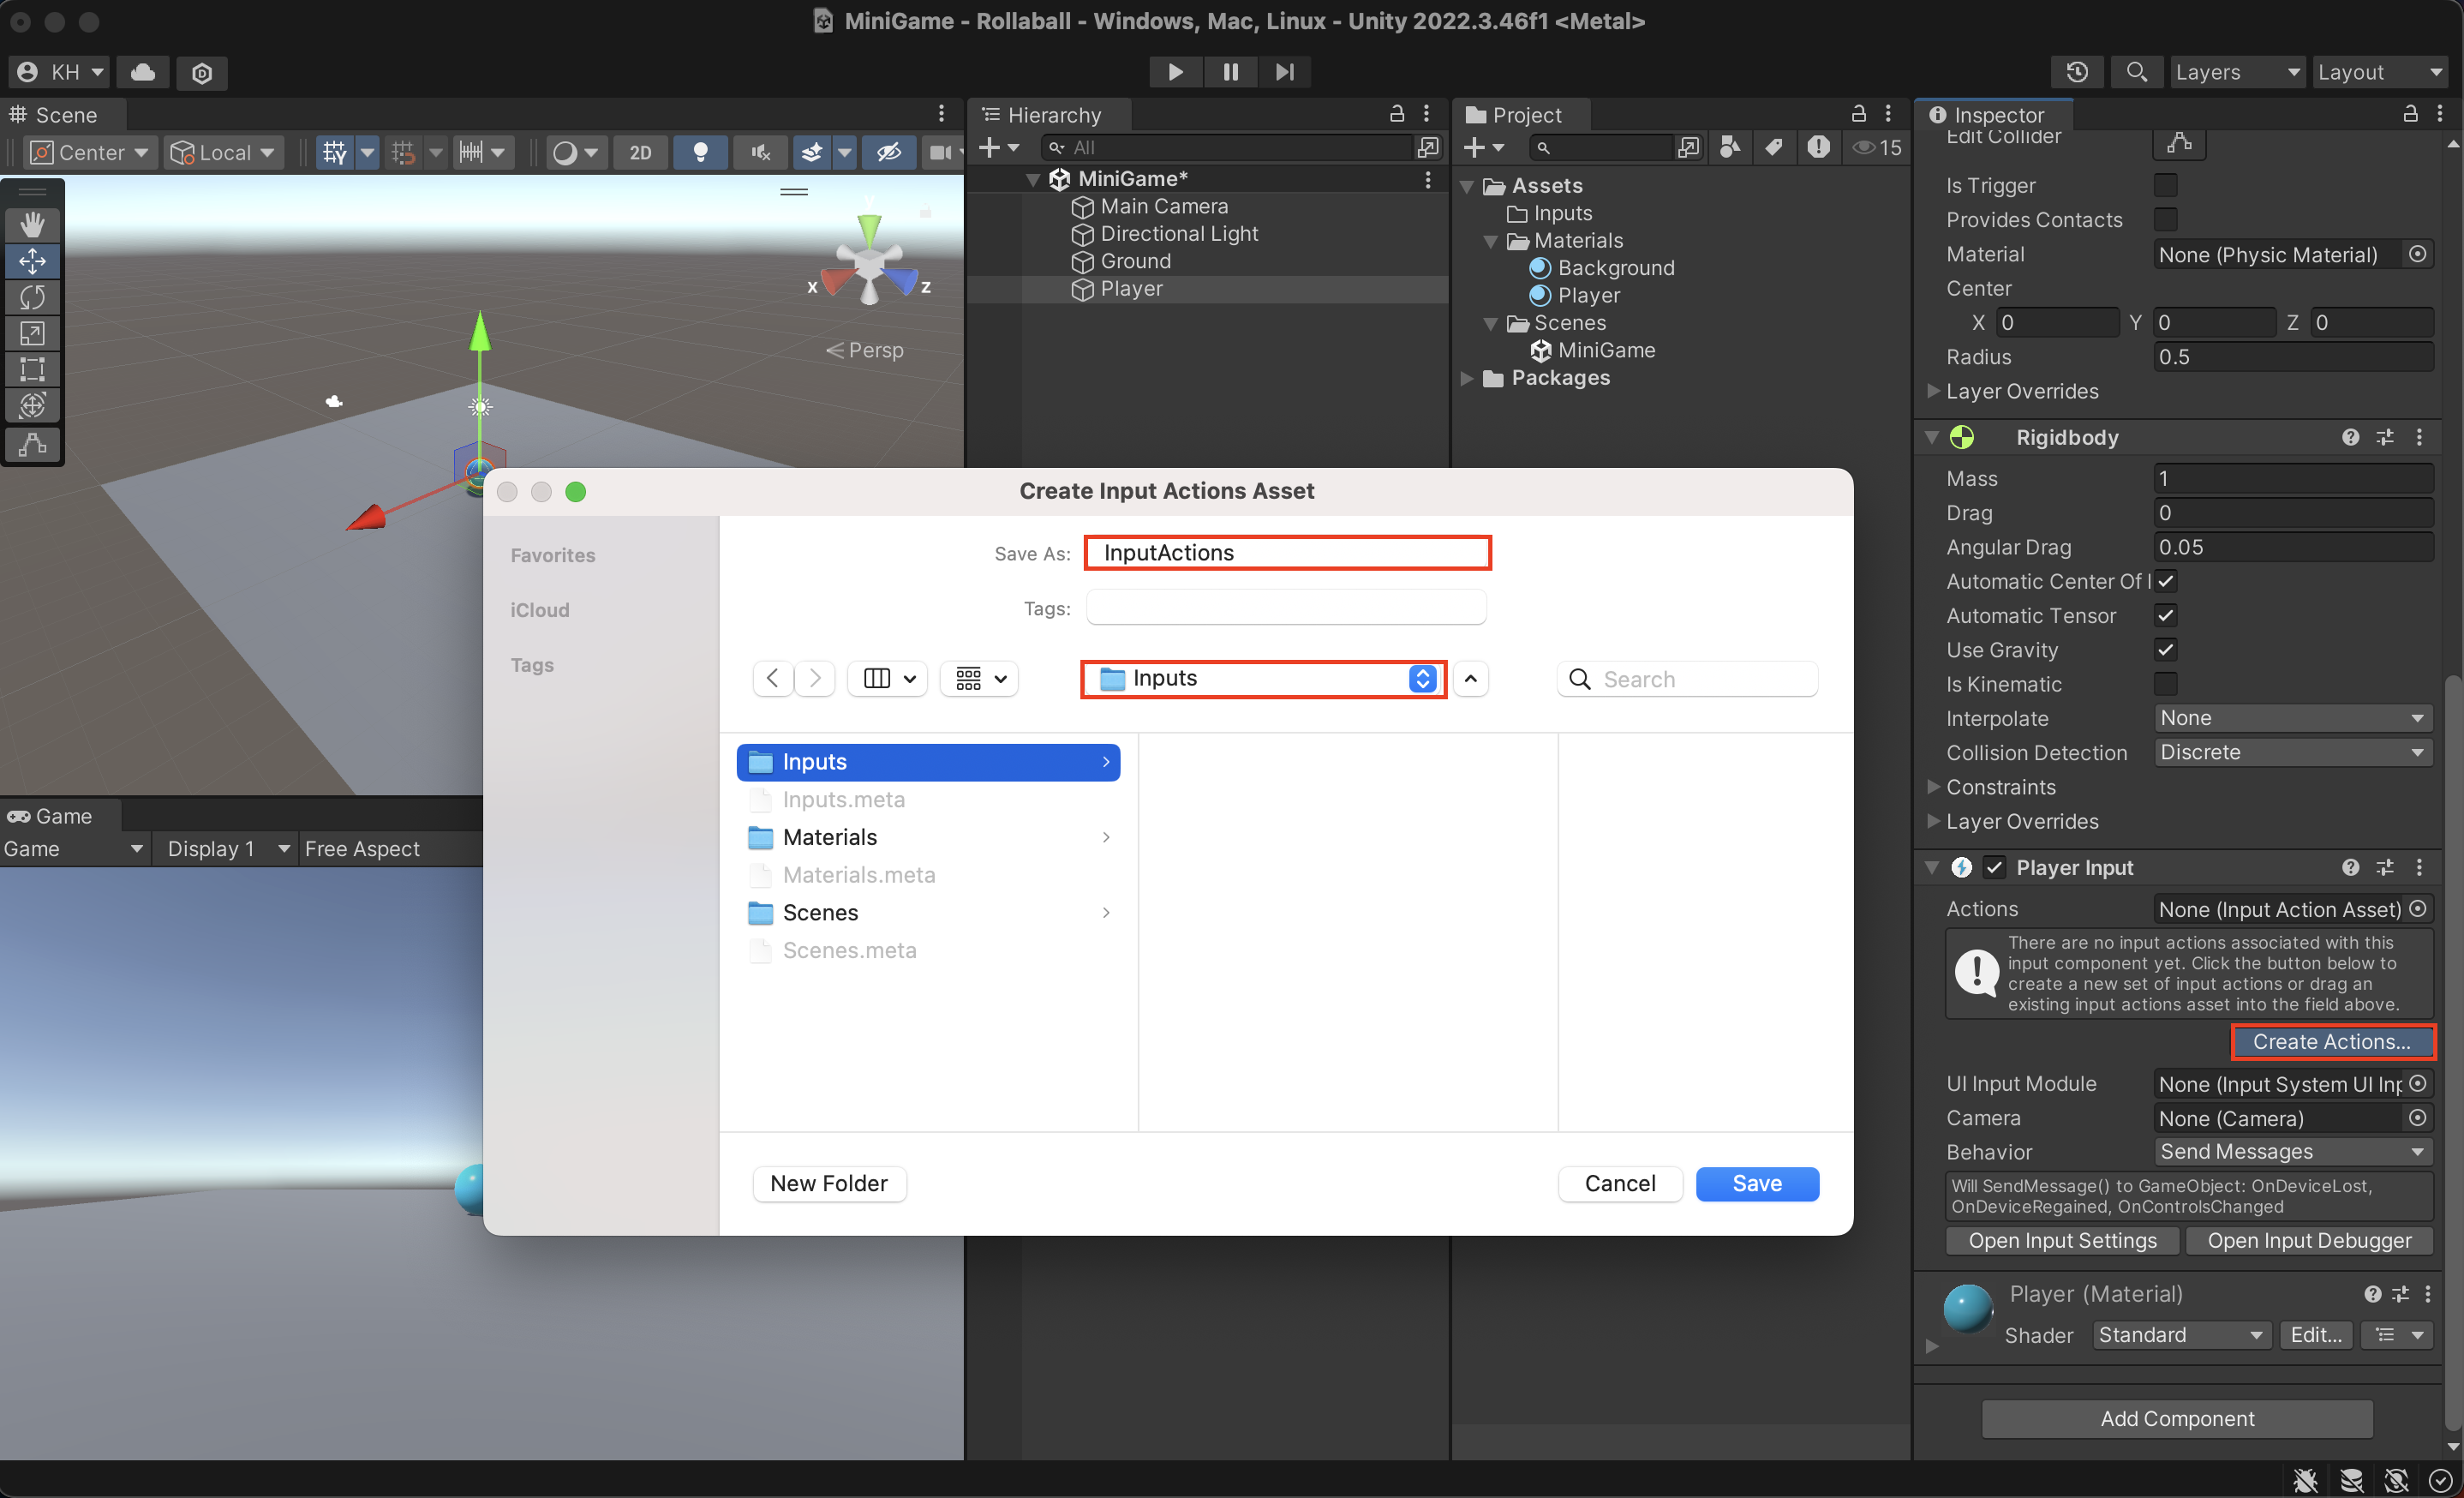 MiniGame - Rollaball - Windows, Mac, Linux - Unity 2022.3.46f1 <Metal>
KH
Layers
Layout
Scene
Center
Local
2D
Y
X
Z
Persp
Hierarchy
All
MiniGame*
Main Camera
Directional Light
Ground
Player
Project
15
Assets
Inputs
Materials
Background
Player
Scenes
MiniGame
Packages
Inspector
Edit Collider
Is Trigger
Provides Contacts
Material
None (Physic Material)
Center
X 0 Y 0 Z 0
Radius
0.5
Layer Overrides
Rigidbody
Mass
1
Drag
0
Angular Drag
0.05
Automatic Center Of
Automatic Tensor
Use Gravity
Is Kinematic
Interpolate
None
Collision Detection
Discrete
Constraints
Layer Overrides
Player Input
Actions
None (Input Action Asset)
There are no input actions associated with this
input component yet. Click the button below to
create a new set of input actions or drag an
existing input actions asset into the field above.
Create Actions...
UI Input Module
None (Input System UI Inp
Camera
None (Camera)
Behavior
Send Messages
Will SendMessage() to GameObject: OnDeviceLost,
OnDeviceRegained, OnControlsChanged
Open Input Settings
Open Input Debugger
Player (Material)
Shader
Standard
Edit...
Add Component
Game
Game
Display 1
Free Aspect
Create Input Actions Asset
Favorites
iCloud
Tags
Save As:
InputActions
Tags:
Inputs
Search
Inputs
Inputs.meta
Materials
Materials.meta
Scenes
Scenes.meta
New Folder
Cancel
Save